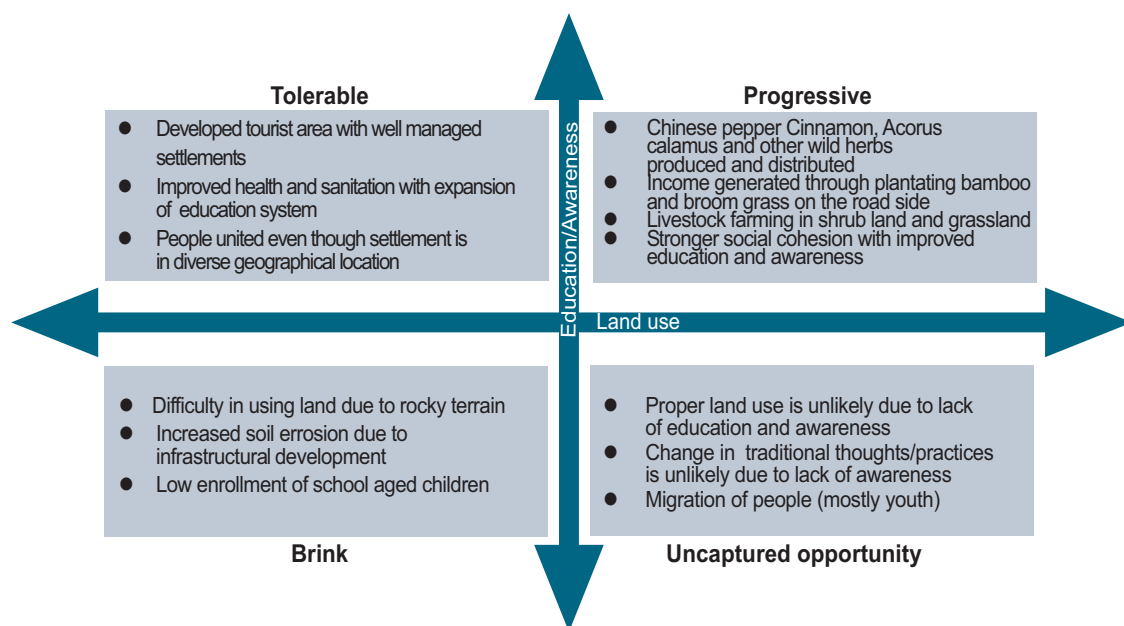 Tolerable
Developed tourist area with well managed
settlements
Improved health and sanitation with expansion
of education system
People united even though settlement is
in diverse geographical location
Progressive
Chinese pepper Cinnamon, Acorus
calamus and other wild herbs
produced and distributed
Income generated through plantating bamboo
and broom grass on the road side
Livestock farming in shrub land and grassland
Stronger social cohesion with improved
education and awareness
Education/Awareness
Land use
Difficulty in using land due to rocky terrain
Increased soil errosion due to
infrastructural development
Low enrollment of school aged children
Brink
Proper land use is unlikely due to lack
of education and awareness
Change in traditional thoughts/practices
is unlikely due to lack of awareness
Migration of people (mostly youth)
Uncaptured opportunity